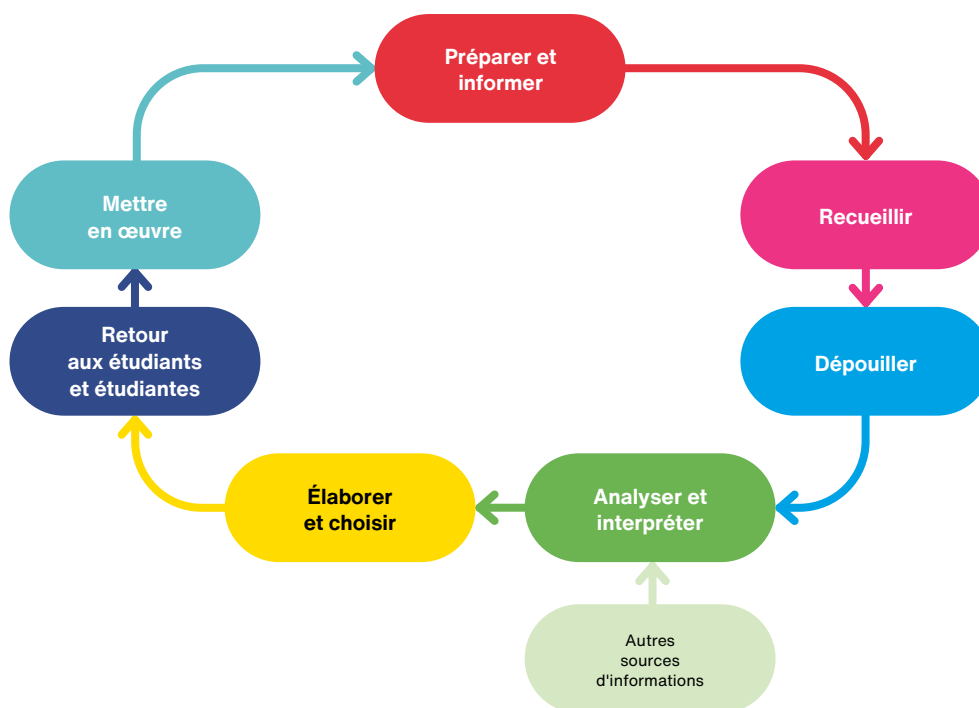 Préparer et
informer
Recueillir
Dépouiller
Analyser et
interpréter
Autres
sources
d'informations
Élaborer
et choisir
Retour
aux étudiants
et étudiantes
Mettre
en œuvre